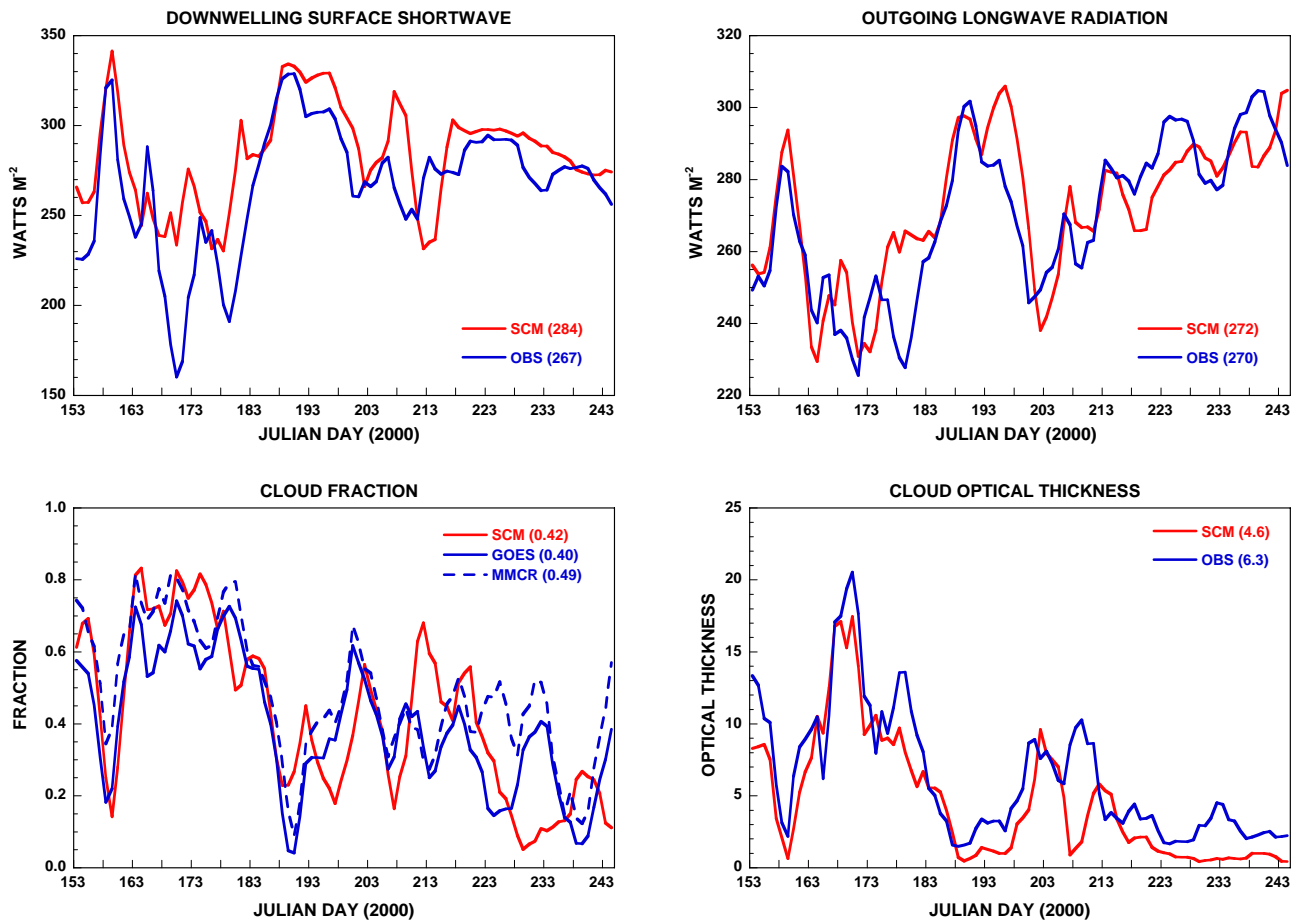 DOWNWELLING SURFACE SHORTWAVE
350
300
250
200
150
WATTS M-2
SCM (284)
OBS (267)
153 163 173 183 193 203 213 223 233 243
JULIAN DAY (2000)
OUTGOING LONGWAVE RADIATION
320
300
280
260
240
220
WATTS M-2
SCM (272)
OBS (270)
153 163 173 183 193 203 213 223 233 243
JULIAN DAY (2000)
CLOUD FRACTION
1.0
0.8
0.6
0.4
0.2
0.0
FRACTION
SCM (0.42)
GOES (0.40)
MMCR (0.49)
153 163 173 183 193 203 213 223 233 243
JULIAN DAY (2000)
CLOUD OPTICAL THICKNESS
25
20
15
10
5
0
OPTICAL THICKNESS
SCM (4.6)
OBS (6.3)
153 163 173 183 193 203 213 223 233 243
JULIAN DAY (2000)